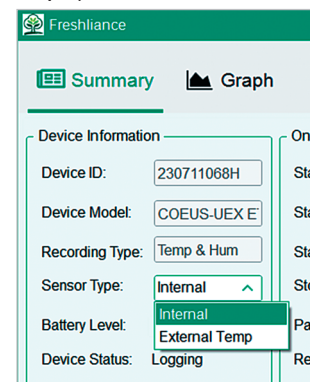 Freshliance
Summary Graph
Device Information
Device ID: 230711068H
Device Model: COEUS-UEX E
Recording Type: Temp & Hum
Sensor Type: Internal
Internal
Battery Level:
External Temp
Device Status: Logging